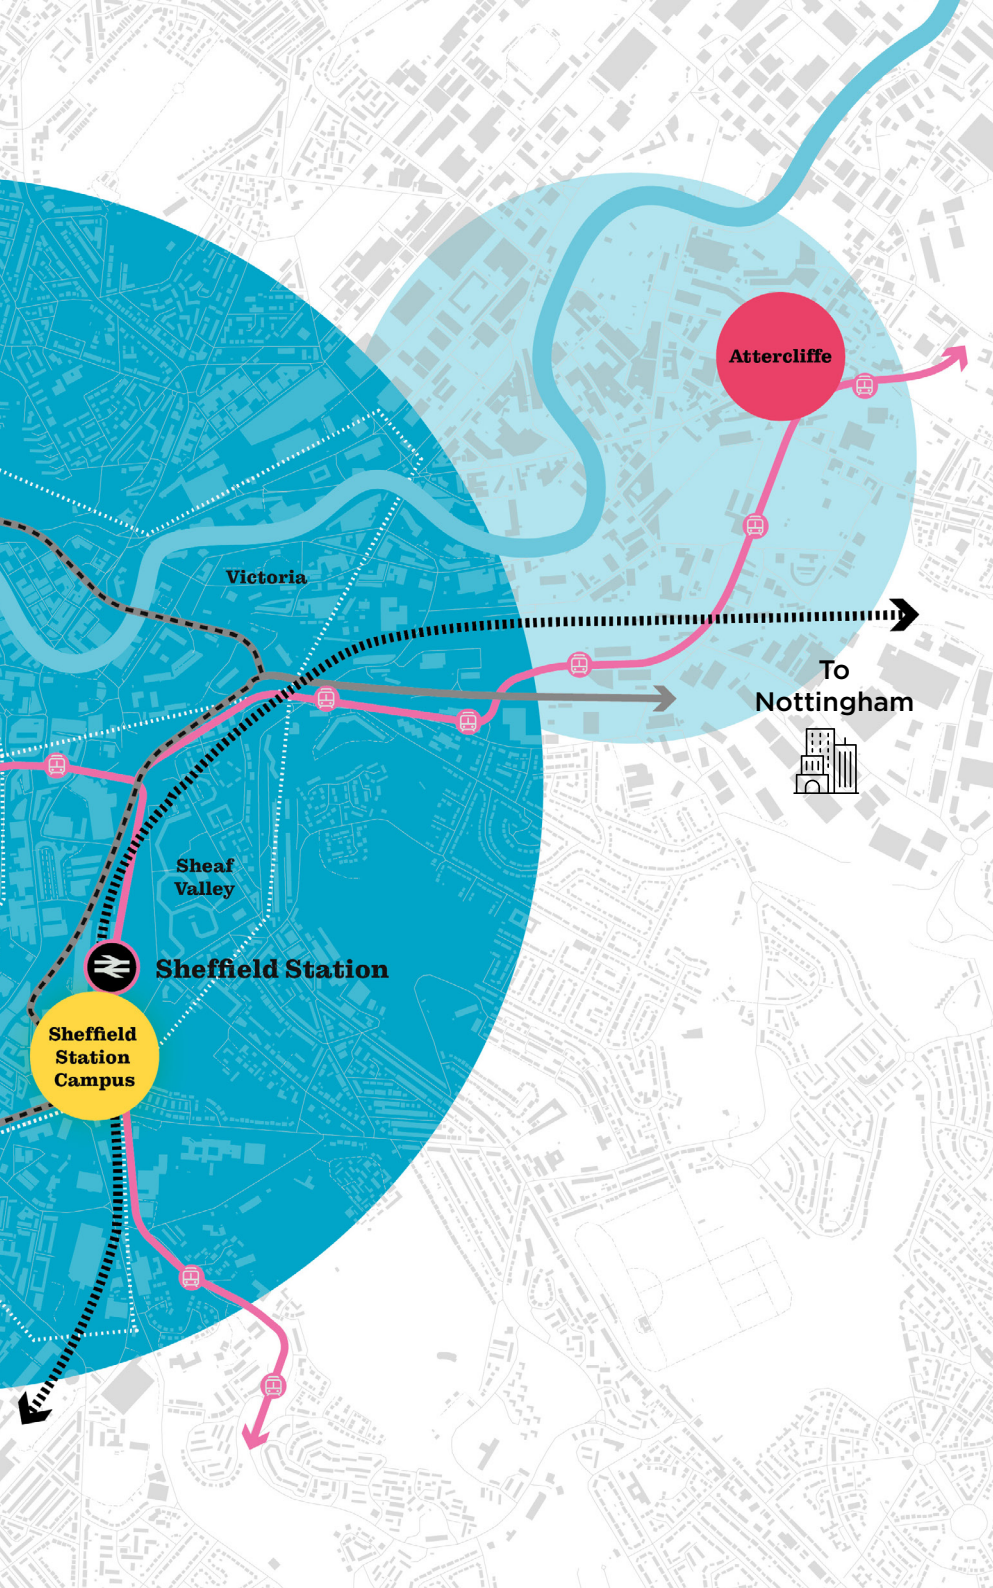 Attercliffe
Victoria
To
Nottingham
Sheaf
Valley
Sheffield Station
Sheffield
Station
Campus